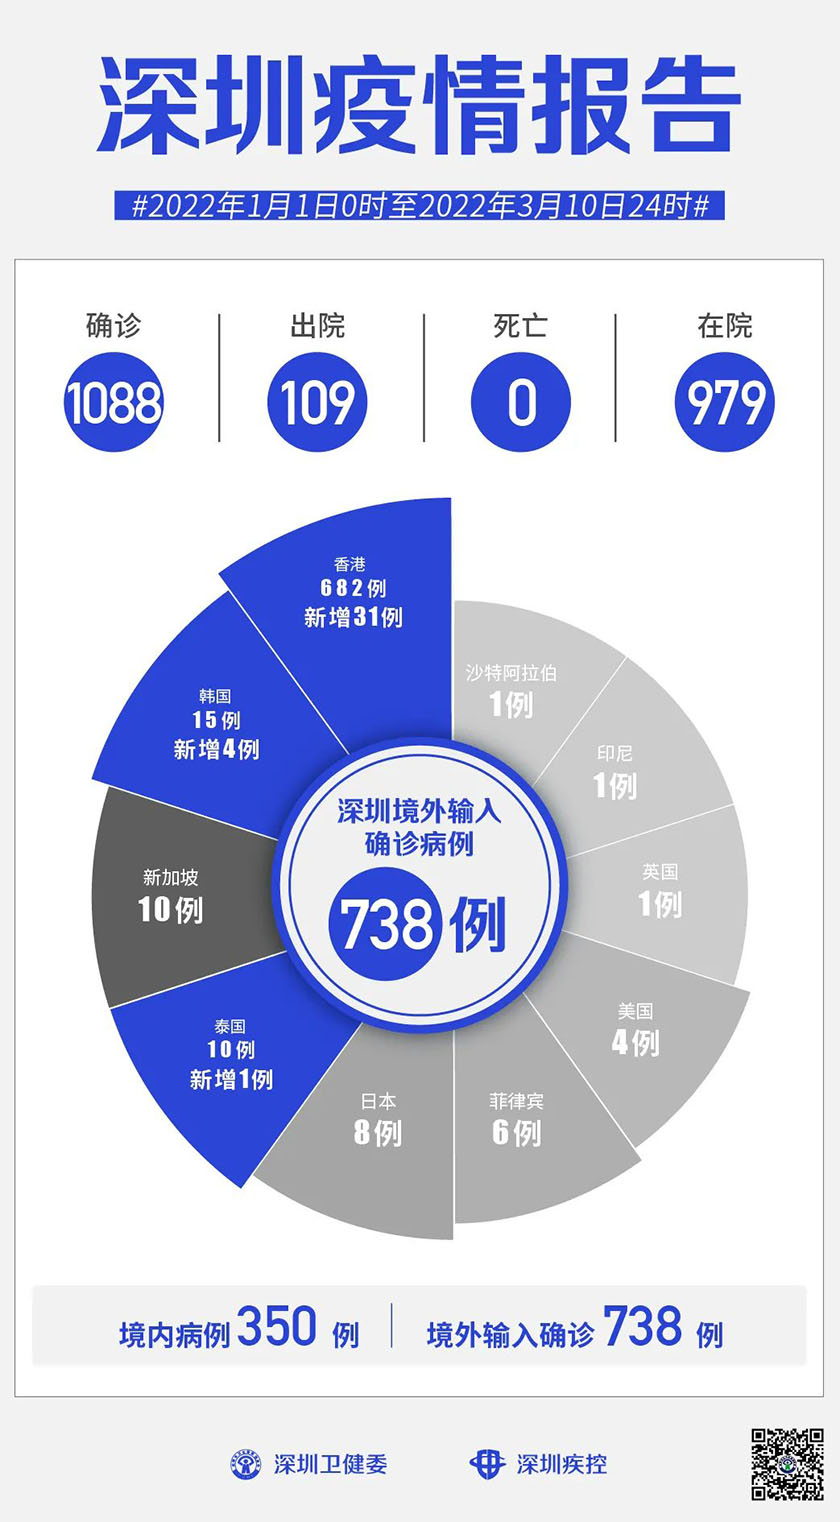 深圳疫情报告
#2022年1月1日0时至2022年3月10日24时#
确诊
1088
出院
109
死亡
0
在院
979
香港
682例
新增31例
韩国
15例
新增4例
新加坡
10例
泰国
10例
新增1例
日本
8例
菲律宾
6例
美国
4例
英国
1例
印尼
1例
沙特阿拉伯
1例
深圳境外输入
确诊病例
738例
境内病例350 例
境外输入确诊738 例
深圳卫健委
深圳疾控